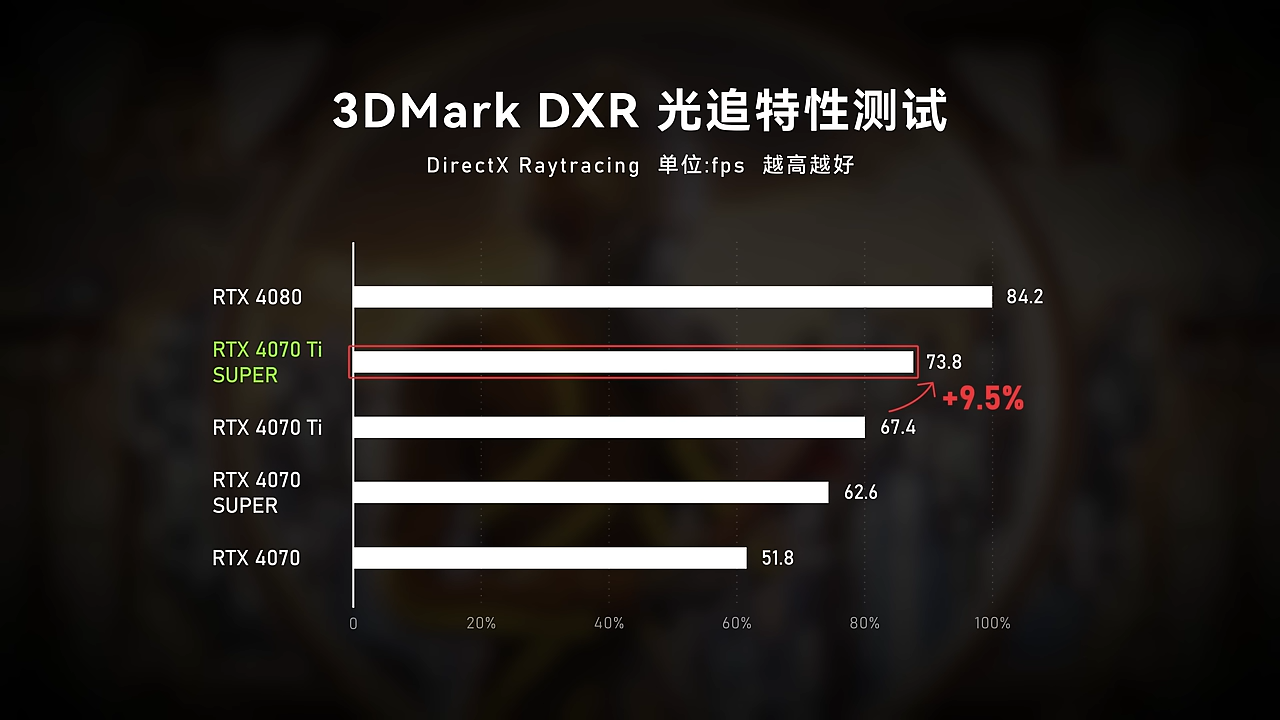 3DMark DXR 光追特性测试
DirectX Raytracing 单位:fps 越高越好
RTX 4080
84.2
RTX 4070 Ti
SUPER
73.8
+9.5%
RTX 4070 Ti
67.4
RTX 4070
SUPER
62.6
RTX 4070
51.8
0 20% 40% 60% 80% 100%